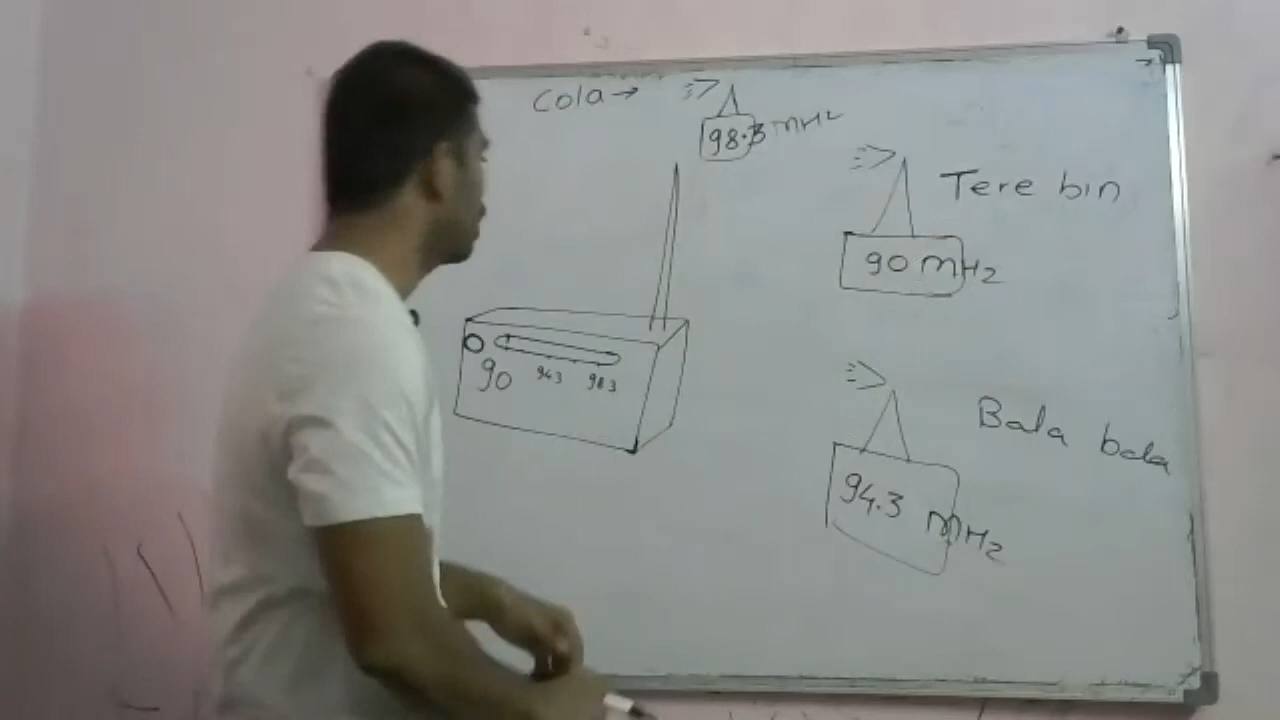 Cola →
98.3 mHz
Tere bin
90 mHz
90 94.3 98.3
Bala bala
94.3 mHz